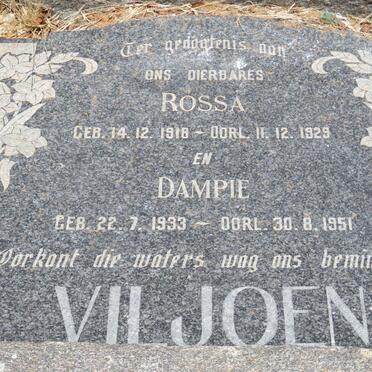 Ter gedagtenis aan
ONS DIERBARES
ROSSA
GEB. 14. 12. 1918 – OORL. 11. 12. 1929
EN
DAMPIE
GEB. 22. 7. 1933 – OORL. 30. 8. 1951
Oorkant die waters wag ons bemin
VILJOEN